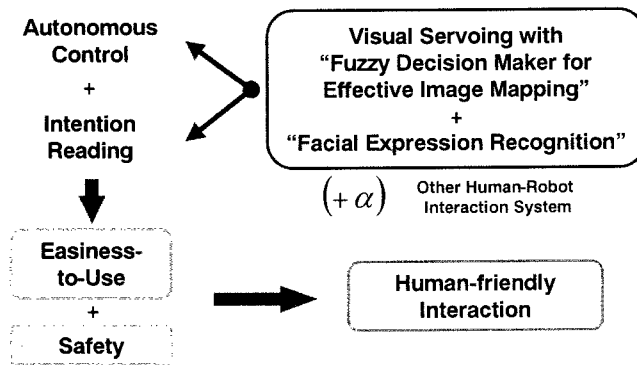 Autonomous
Control
+
Intention
Reading
Visual Servoing with
“Fuzzy Decision Maker for
Effective Image Mapping”
+
“Facial Expression Recognition”
(+ α)
Other Human-Robot
Interaction System
Easiness-
to-Use
+
Safety
Human-friendly
Interaction